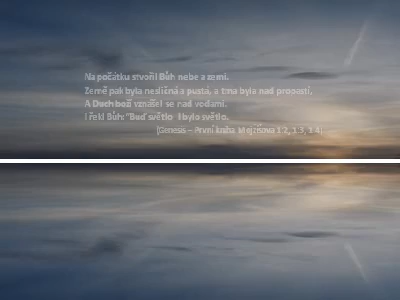 Na počátku stvořil Bůh nebe a zemi.
Země pak byla nesličná a pustá, a tma byla nad propastí,
A Duch boží vznášel se nad vodami.
I řekl Bůh: "Buď světlo I bylo světlo.
(Genesis – První kniha Mojžíšova 1.2, 1.3, 1.4)